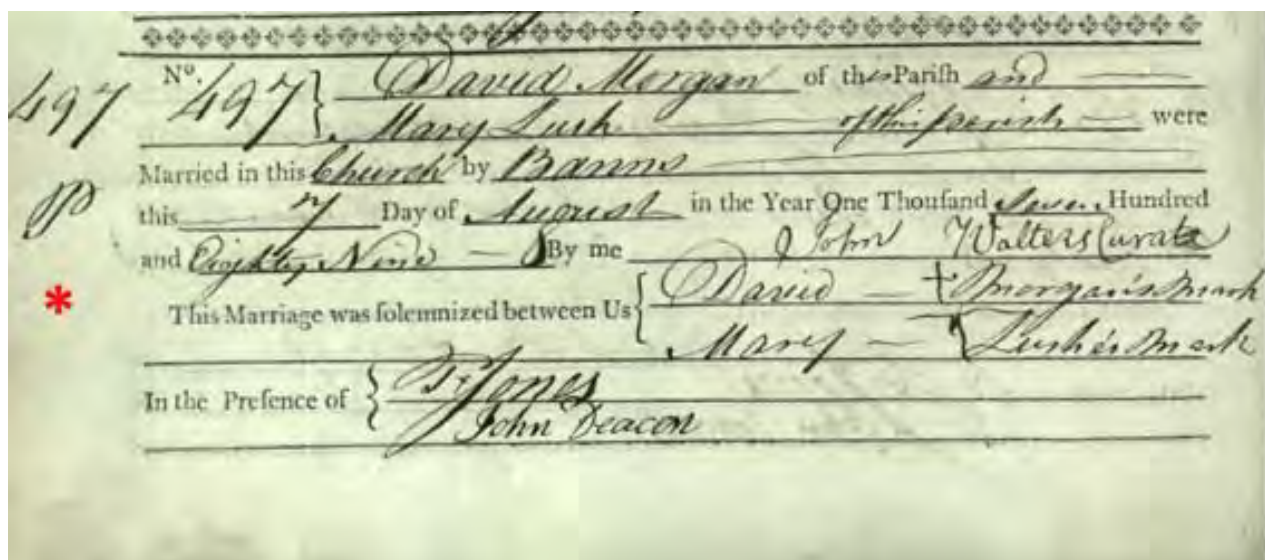 497 No. 497 } David Morgan of this Pariſh and
Mary Lush of this parish were
Married in this Church by Banns
this 7 Day of August in the Year One Thouſand Seven Hundred
and Eighty Nine By me John Walters Curate
This Marriage was ſolemnized between Us { David + Morgan's Mark
Mary Lush's Mark
In the Preſence of { Jones
John Deacon
*